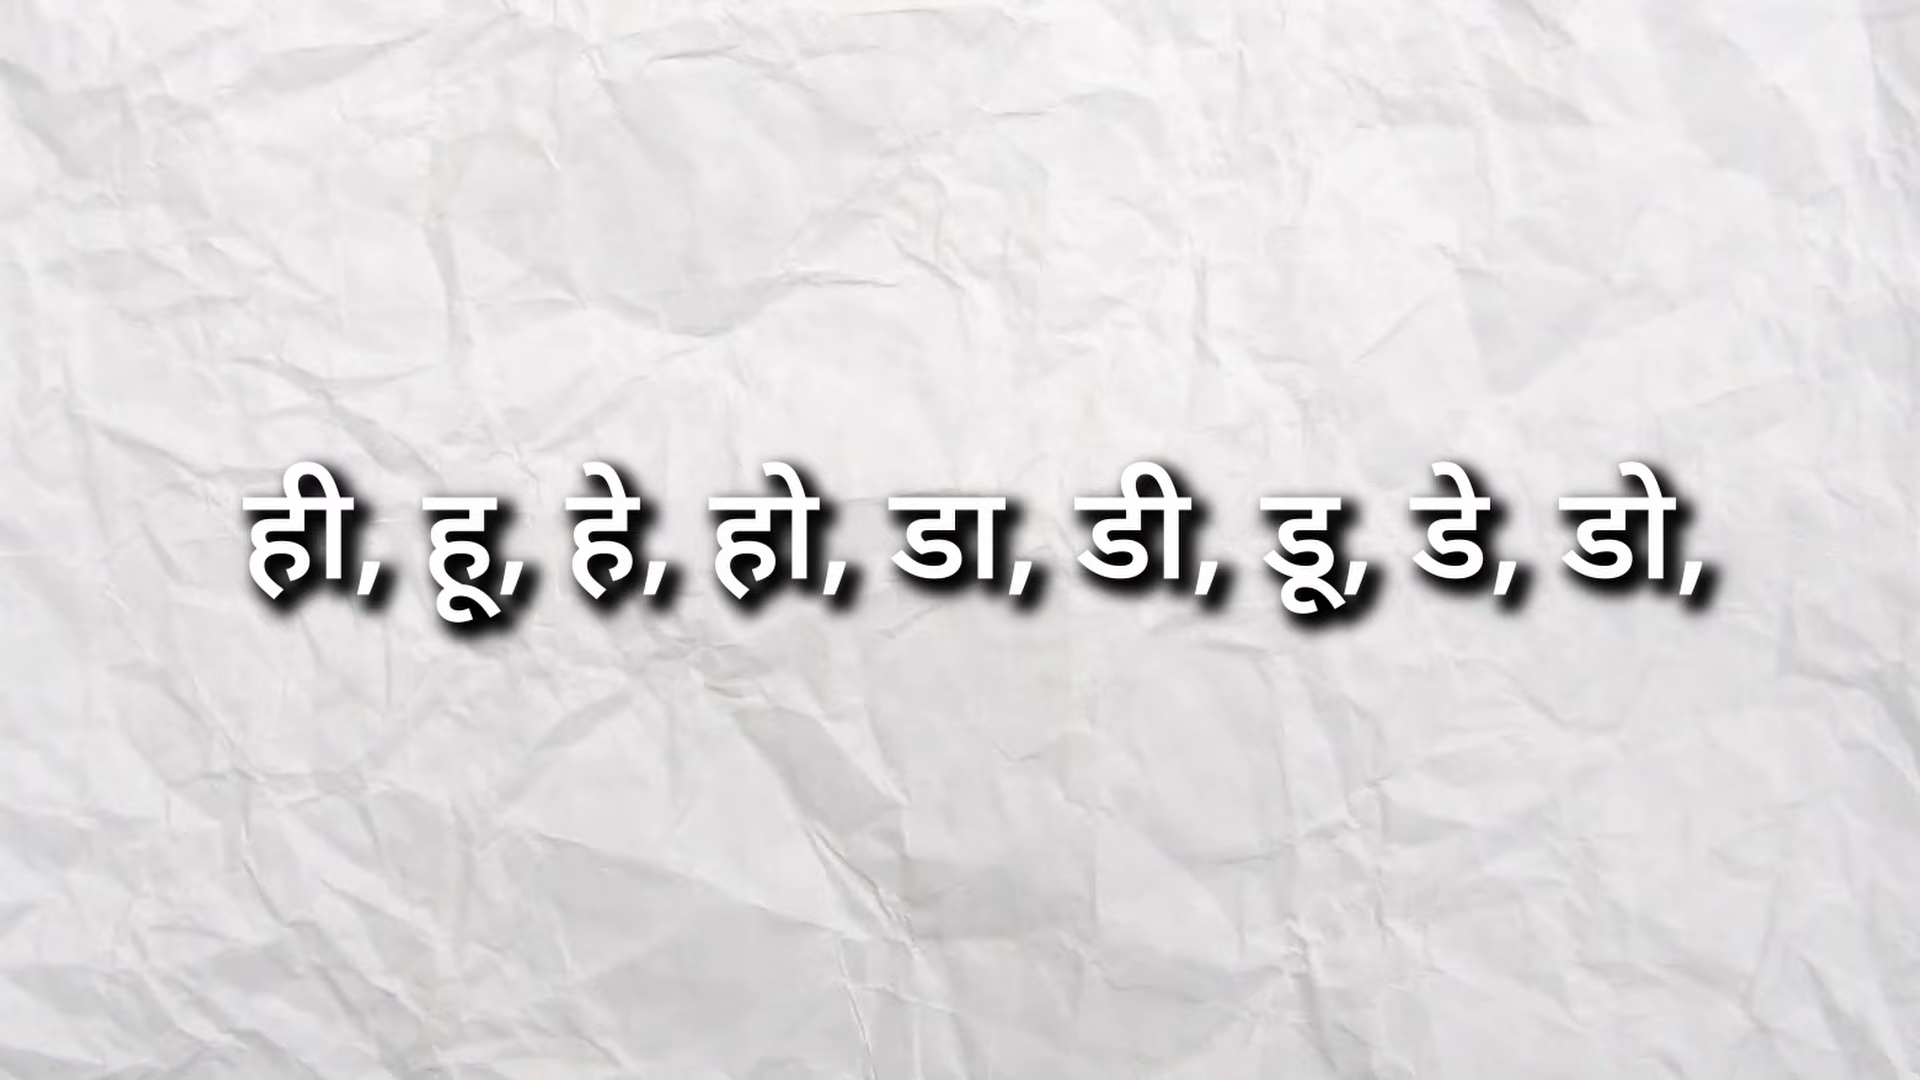 ही, हू, हे, हो, डा, डी, डू, डे, डो,